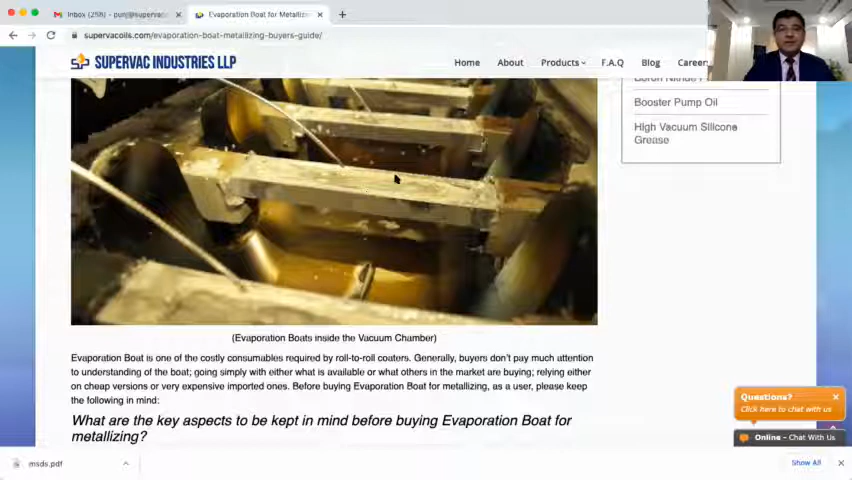 Inbox (259) - punj@supervac
Evaporation Boat for Metallizi
supervacoils.com/evaporation-boat-metallizing-buyers-guide/
SUPERVAC INDUSTRIES LLP
Home About Products F.A.Q Blog Career
Booster Pump Oil
High Vacuum Silicone
Grease
(Evaporation Boats inside the Vacuum Chamber)
Evaporation Boat is one of the costly consumables required by roll-to-roll coaters. Generally, buyers don't pay much attention
to understanding of the boat; going simply with either what is available or what others in the market are buying; relying either
on cheap versions or very expensive imported ones. Before buying Evaporation Boat for metallizing, as a user, please keep
the following in mind:
What are the key aspects to be kept in mind before buying Evaporation Boat for
metallizing?
Questions?
Click here to chat with us
Online - Chat With Us
msds.pdf
Show All